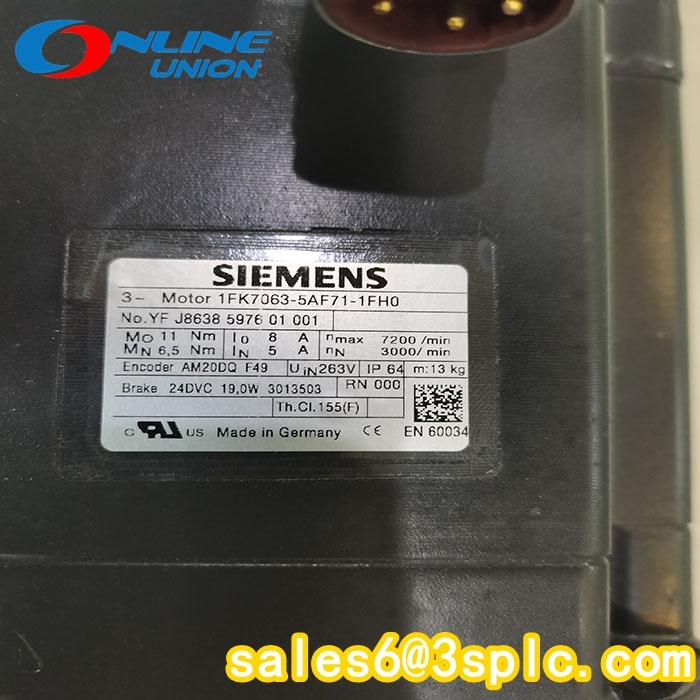 ONLINE
UNION
SIEMENS
3~ Motor 1FK7063-5AF71-1FH0
No.YF J8638 5976 01 001
Mo 11 Nm Io 8 A nmax 7200 /min
MN 6,5 Nm IN 5 A nN 3000/min
Encoder AM20DQ F49 UIN263V IP 64 m:13 kg
Brake 24DVC 19,0W 3013503 RN 000
Th.Cl.155(F)
c RU US Made in Germany CE EN 60034
sales6@3splc.com